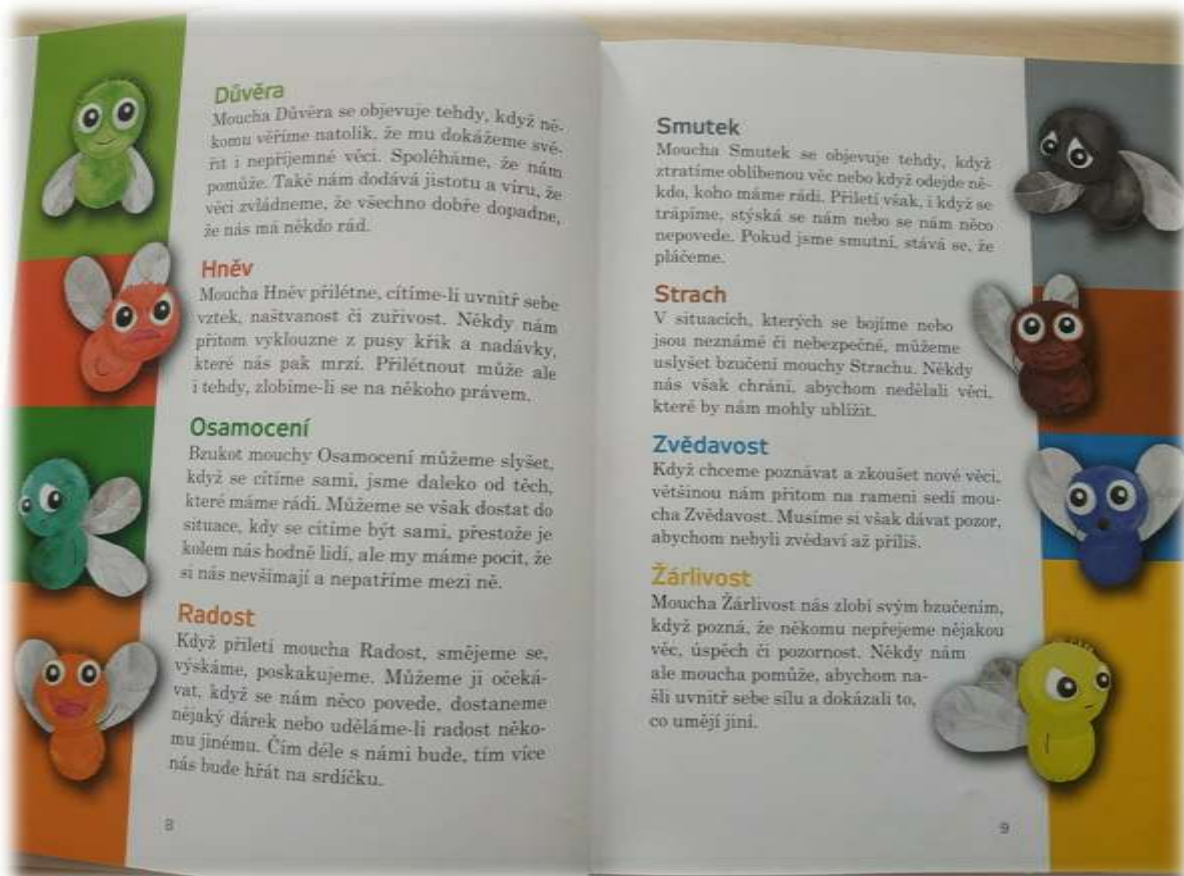 Důvěra
Moucha Důvěra se objevuje tehdy, když ně-
komu věříme natolik, že mu dokážeme svě-
řit i nepříjemné věci. Spoléháme, že nám
pomůže. Také nám dodává jistotu a víru, že
věci zvládneme, že všechno dobře dopadne,
že nás má někdo rád.
Hněv
Moucha Hněv přilétne, cítíme-li uvnitř sebe
vztek, naštvanost či zuřivost. Někdy nám
přitom vyklouzne z pusy křik a nadávky,
které nás pak mrzí. Přilétnout může ale
i tehdy, zlobíme-li se na někoho právem.
Osamocení
Bzukot mouchy Osamocení můžeme slyšet,
když se cítíme sami, jsme daleko od těch,
které máme rádi. Můžeme se však dostat do
situace, kdy se cítíme být sami, přestože je
kolem nás hodně lidí, ale my máme pocit, že
si nás nevšímají a nepatříme mezi ně.
Radost
Když přiletí moucha Radost, smějeme se,
výskáme, poskakujeme. Můžeme ji očeká-
vat, když se nám něco povede, dostaneme
nějaký dárek nebo uděláme-li radost něko-
mu jinému. Čím déle s námi bude, tím více
nás bude hřát na srdíčku.
8
Smutek
Moucha Smutek se objevuje tehdy, když
ztratíme oblíbenou věc nebo když odejde ně-
kdo, koho máme rádi. Přiletí však, i když se
trápíme, stýská se nám nebo se nám něco
nepovede. Pokud jsme smutní, stává se, že
pláčeme.
Strach
V situacích, kterých se bojíme nebo
jsou neznámé či nebezpečné, můžeme
uslyšet bzučení mouchy Strachu. Někdy
nás však chrání, abychom nedělali věci,
které by nám mohly ublížit.
Zvědavost
Když chceme poznávat a zkoušet nové věci,
většinou nám přitom na rameni sedí mou-
cha Zvědavost. Musíme si však dávat pozor,
abychom nebyli zvědaví až příliš.
Žárlivost
Moucha Žárlivost nás zlobí svým bzučením,
když pozná, že někomu nepřejeme nějakou
věc, úspěch či pozornost. Někdy nám
ale moucha pomůže, abychom na-
šli uvnitř sebe sílu a dokázali to,
co umějí jiní.
9